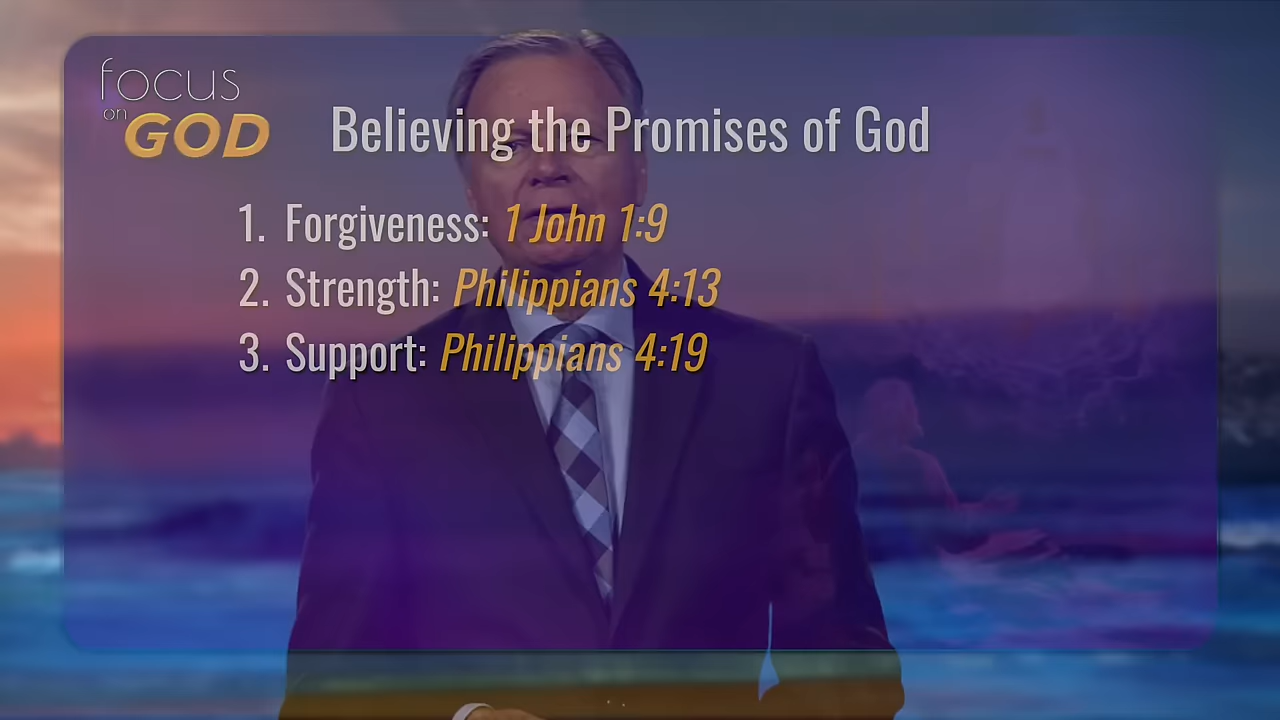 focus
on
GOD
Believing the Promises of God
1. Forgiveness: 1 John 1:9
2. Strength: Philippians 4:13
3. Support: Philippians 4:19